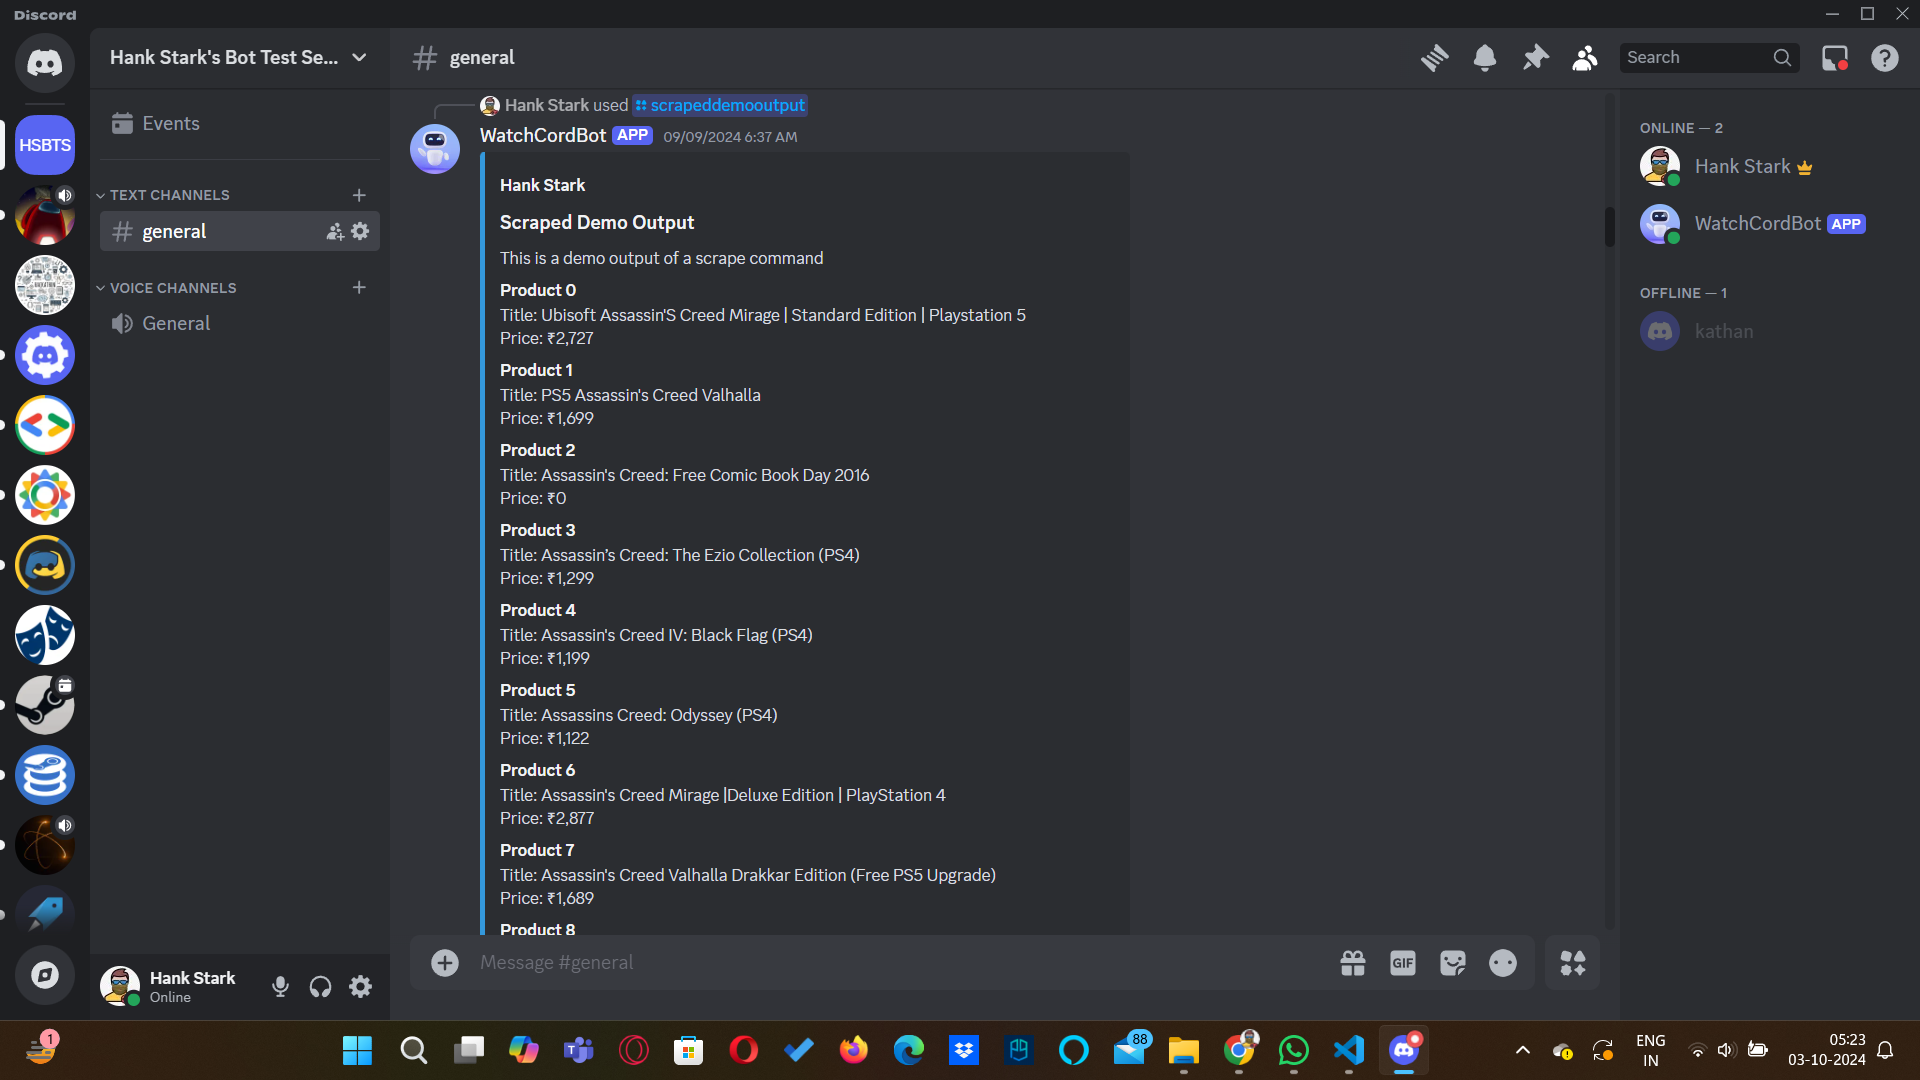 Discord
Hank Stark's Bot Test Se...
general
Search
HSBTS
Events
TEXT CHANNELS
general
VOICE CHANNELS
General
Hank Stark used scrapeddemooutput
WatchCordBot APP 09/09/2024 6:37 AM
Hank Stark
Scraped Demo Output
This is a demo output of a scrape command
Product 0
Title: Ubisoft Assassin'S Creed Mirage | Standard Edition | Playstation 5
Price: ₹2,727
Product 1
Title: PS5 Assassin's Creed Valhalla
Price: ₹1,699
Product 2
Title: Assassin's Creed: Free Comic Book Day 2016
Price: ₹0
Product 3
Title: Assassin’s Creed: The Ezio Collection (PS4)
Price: ₹1,299
Product 4
Title: Assassin's Creed IV: Black Flag (PS4)
Price: ₹1,199
Product 5
Title: Assassins Creed: Odyssey (PS4)
Price: ₹1,122
Product 6
Title: Assassin's Creed Mirage |Deluxe Edition | PlayStation 4
Price: ₹2,877
Product 7
Title: Assassin's Creed Valhalla Drakkar Edition (Free PS5 Upgrade)
Price: ₹1,689
Product 8
Message #general
GIF
ONLINE — 2
Hank Stark
WatchCordBot APP
OFFLINE — 1
kathan
Hank Stark
Online
1
88
ENG
IN
05:23
03-10-2024